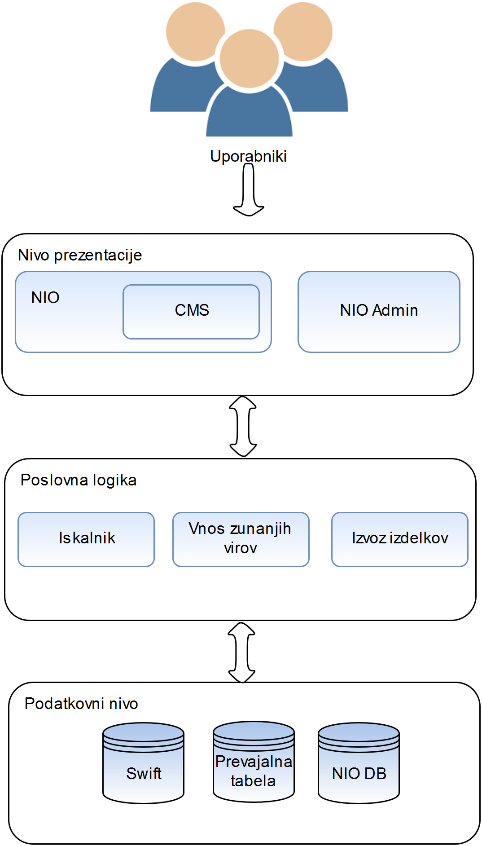 Uporabniki
Nivo prezentacije
NIO
CMS
NIO Admin
Poslovna logika
Iskalnik
Vnos zunanjih
virov
Izvoz izdelkov
Podatkovni nivo
Swift
Prevajalna
tabela
NIO DB